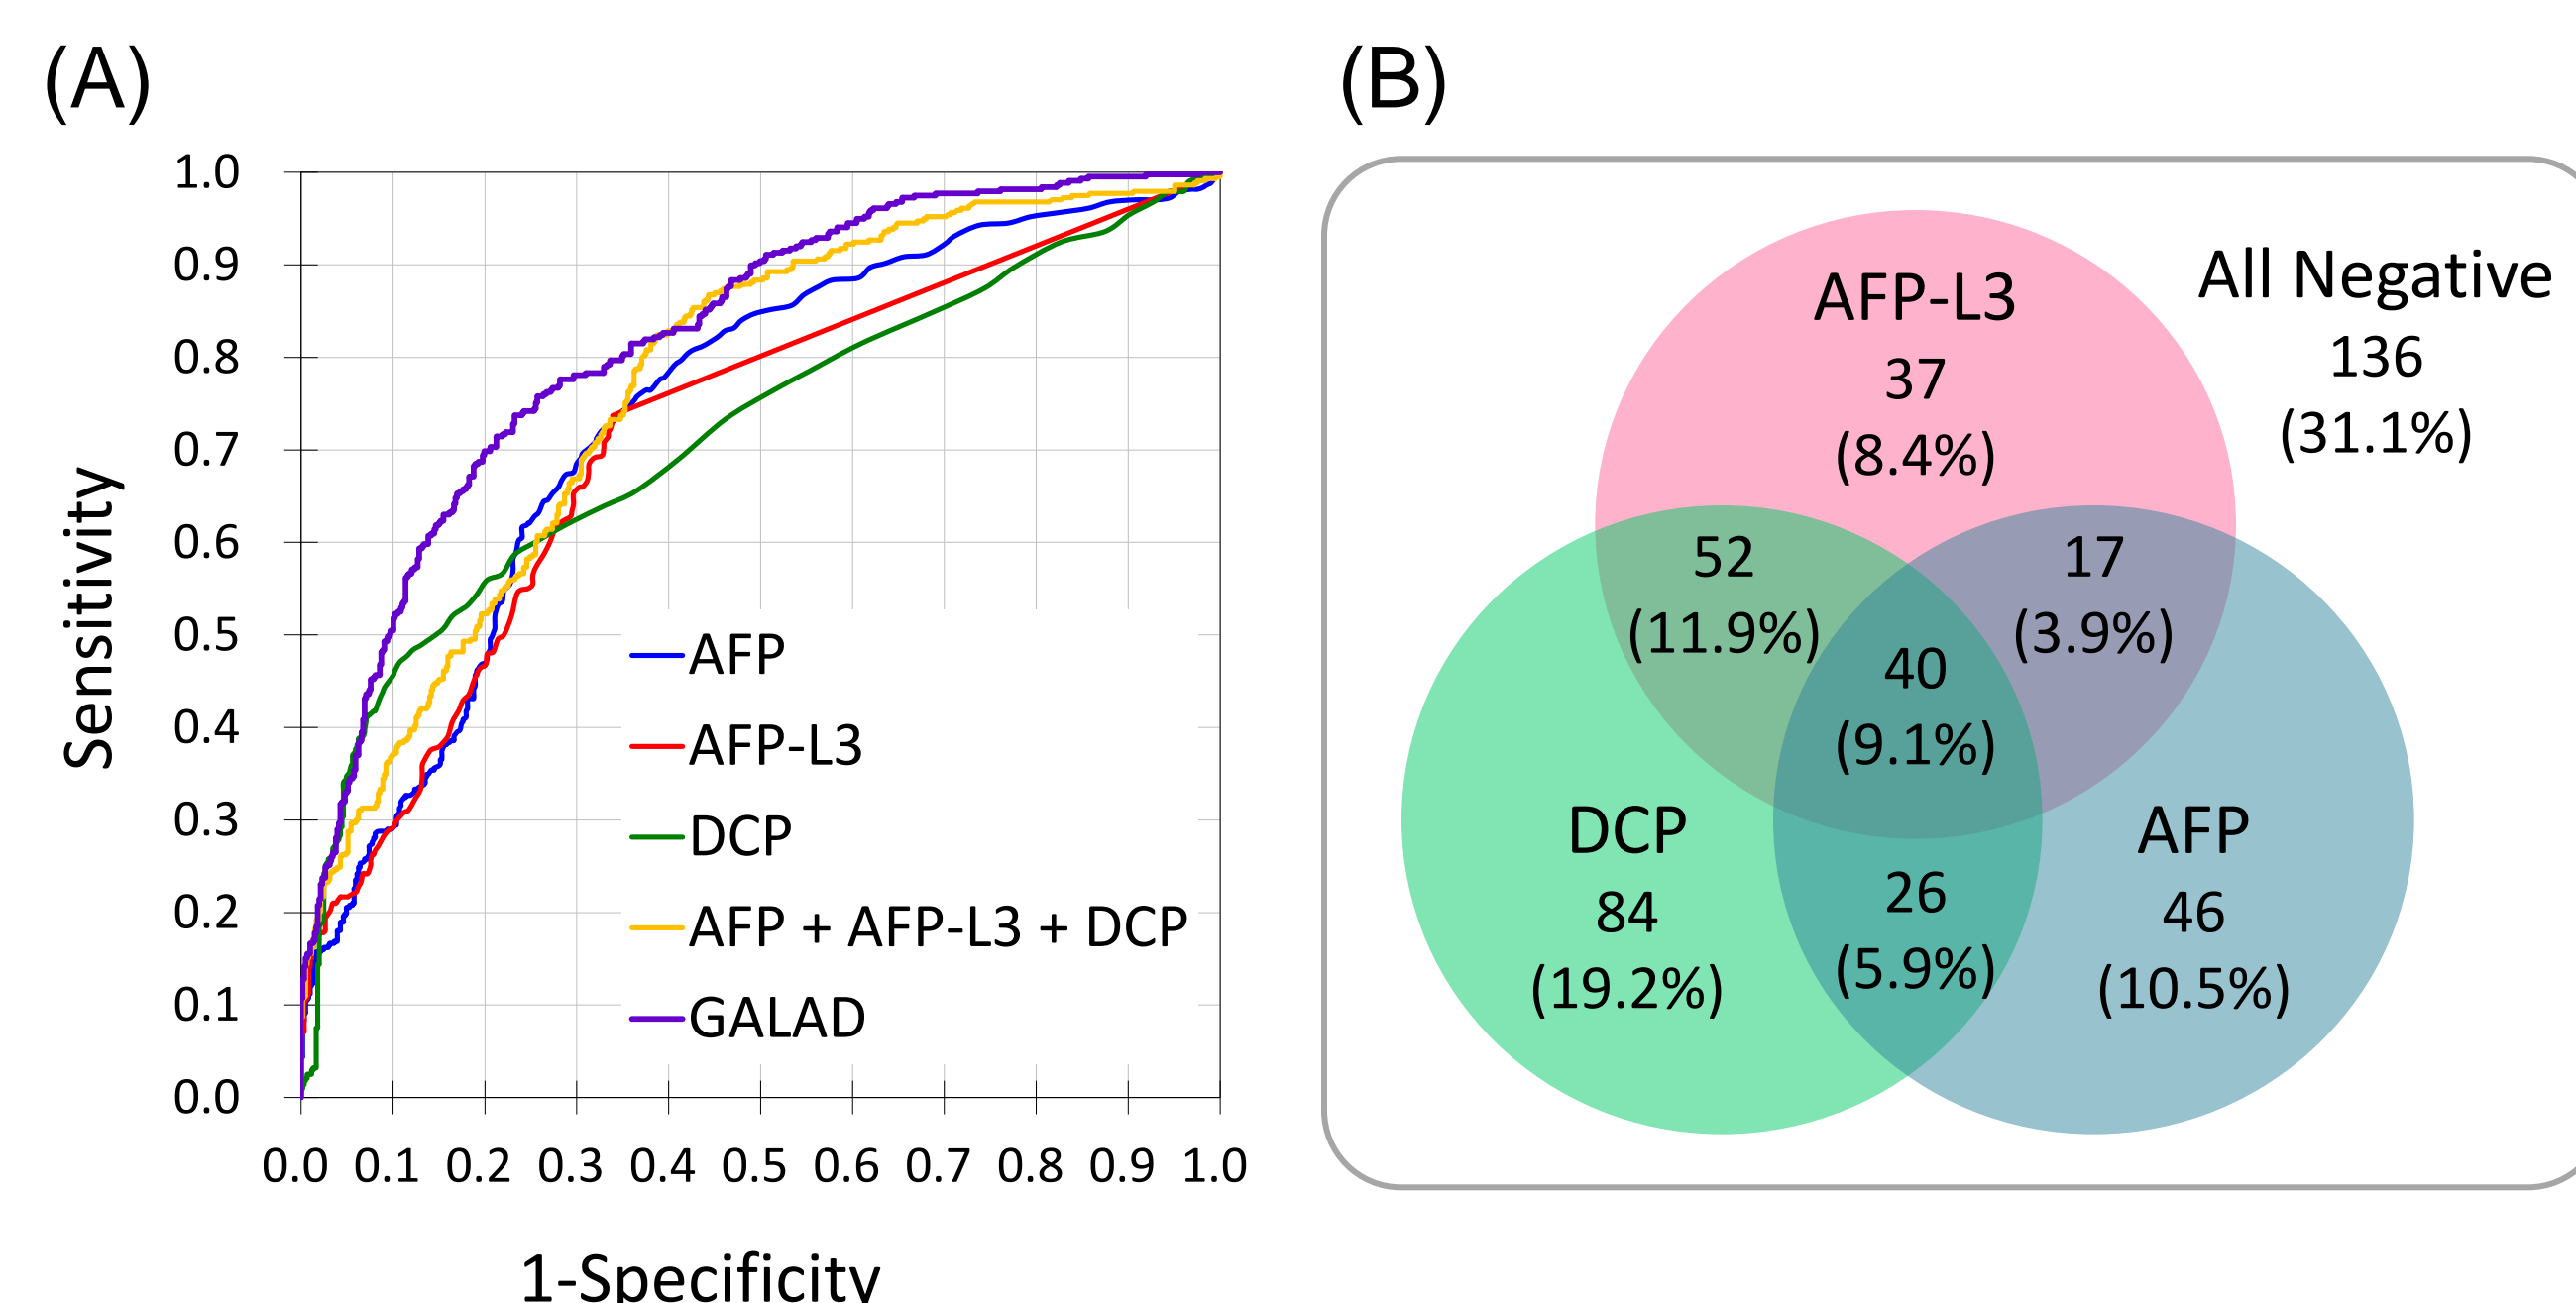 (A)
1.0
0.9
0.8
0.7
0.6
0.5
0.4
0.3
0.2
0.1
0.0
Sensitivity
AFP
AFP-L3
DCP
AFP + AFP-L3 + DCP
GALAD
0.0 0.1 0.2 0.3 0.4 0.5 0.6 0.7 0.8 0.9 1.0
1-Specificity
(B)
All Negative
136
(31.1%)
AFP-L3
37
(8.4%)
52
(11.9%)
17
(3.9%)
40
(9.1%)
DCP
84
(19.2%)
26
(5.9%)
AFP
46
(10.5%)